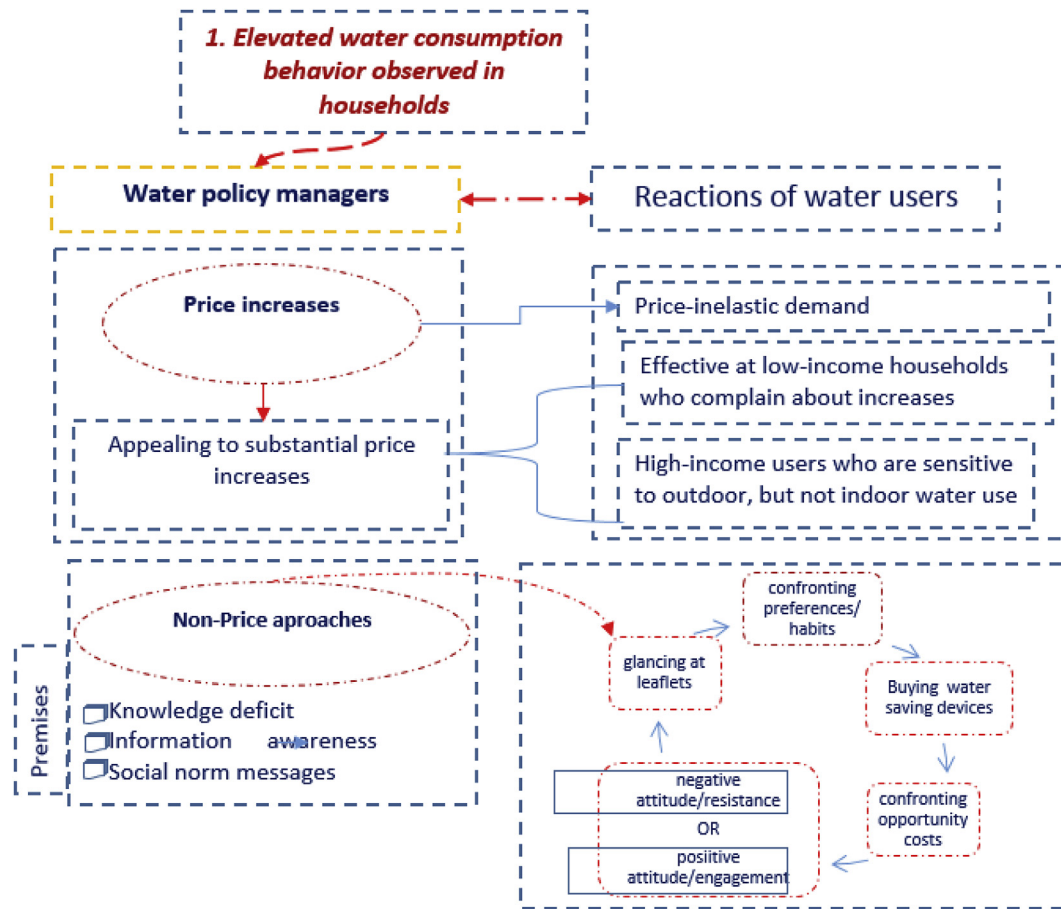 1. Elevated water consumption
behavior observed in
households
Water policy managers
Reactions of water users
Price increases
Price-inelastic demand
Effective at low-income households
who complain about increases
Appealing to substantial price
increases
High-income users who are sensitive
to outdoor, but not indoor water use
Non-Price aproaches
Premises
Knowledge deficit
Information awareness
Social norm messages
glancing at
leaflets
confronting
preferences/
habits
Buying water
saving devices
confronting
opportunity
costs
negative
attitude/resistance
OR
posiitive
attitude/engagement